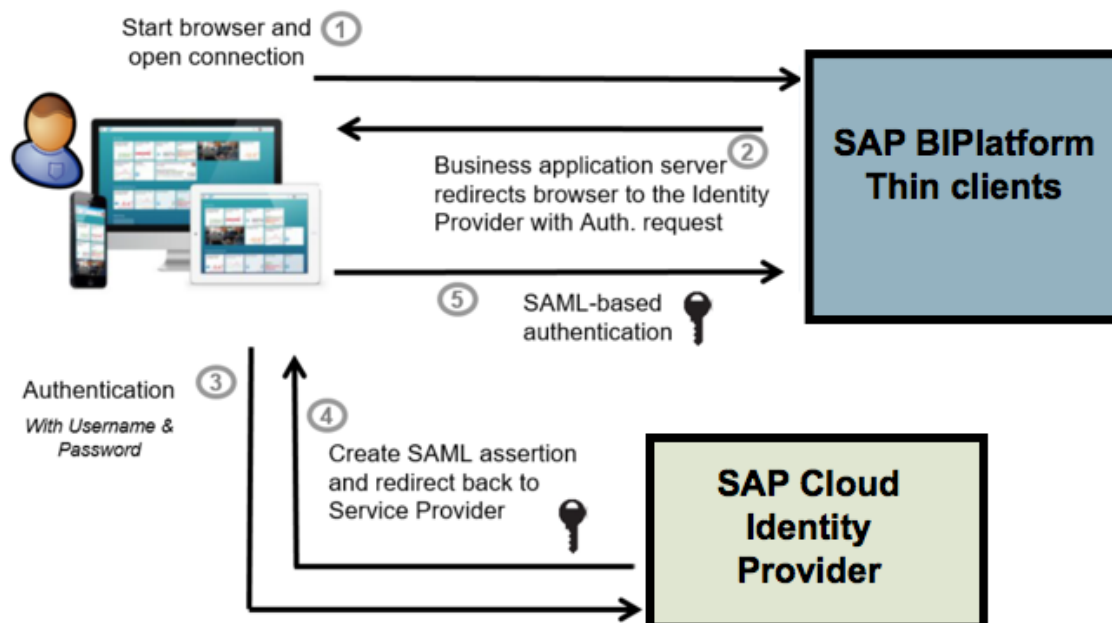 Start browser and
open connection
1
SAP BIPlatform
Thin clients
2
Business application server
redirects browser to the Identity
Provider with Auth. request
5
SAML-based
authentication
3
Authentication
With Username &
Password
4
Create SAML assertion
and redirect back to
Service Provider
SAP Cloud
Identity
Provider